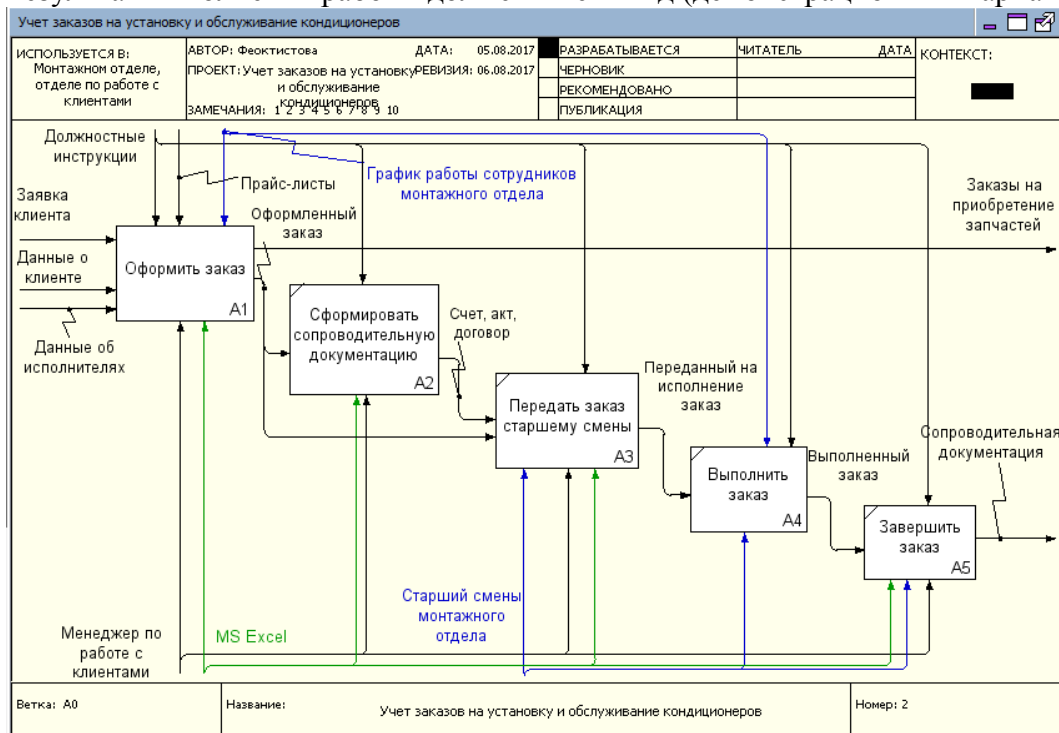 Учет заказов на установку и обслуживание кондиционеров
ИСПОЛЬЗУЕТСЯ В:
Монтажном отделе,
отделе по работе с
клиентами
АВТОР: Феоктистова
ДАТА: 05.08.2017
ПРОЕКТ: Учет заказов на установку
и обслуживание
кондиционеров
РЕВИЗИЯ: 06.08.2017
ЗАМЕЧАНИЯ: 1 2 3 4 5 6 7 8 9 10
РАЗРАБАТЫВАЕТСЯ
ЧЕРНОВИК
РЕКОМЕНДОВАНО
ПУБЛИКАЦИЯ
ЧИТАТЕЛЬ
ДАТА
КОНТЕКСТ:
Должностные
инструкции
Прайс-листы
График работы сотрудников
монтажного отдела
Заявка
клиента
Оформленный
заказ
Заказы на
приобретение
запчастей
Данные о
клиенте
Оформить заказ
A1
Данные об
исполнителях
Сформировать
сопроводительную
документацию
A2
Счет, акт,
договор
Передать заказ
старшему смены
A3
Переданный на
исполнение
заказ
Выполнить
заказ
A4
Выполненный
заказ
Сопроводительная
документация
Завершить
заказ
A5
Старший смены
монтажного
отдела
MS Excel
Менеджер по
работе с
клиентами
Ветка: A0
Название:
Учет заказов на установку и обслуживание кондиционеров
Номер: 2